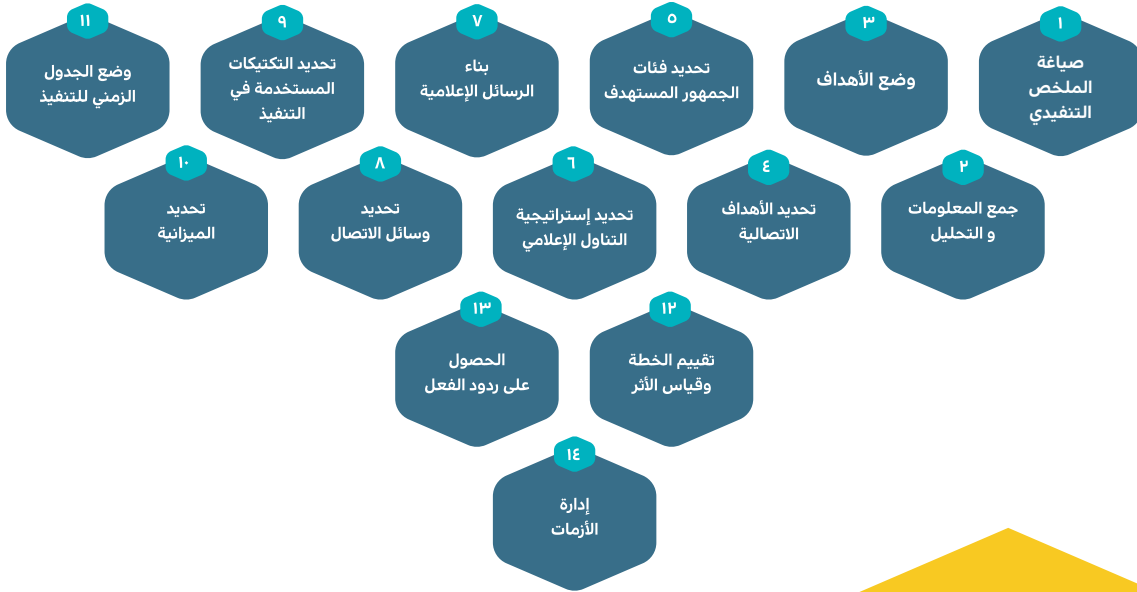 ١
صياغة
الملخص
التنفيدي
٢
جمع المعلومات
و التحليل
٣
وضع الأهداف
٤
تحديد الأهداف
الاتصالية
٥
تحديد فئات
الجمهور المستهدف
٦
تحديد إستراتيجية
التناول الإعلامي
٧
بناء
الرسائل الإعلامية
٨
تحديد
وسائل الاتصال
٩
تحديد التكتيكات
المستخدمة في
التنفيذ
١٠
تحديد
الميزانية
١١
وضع الجدول
الزمني للتنفيذ
١٢
تقييم الخطة
وقياس الأثر
١٣
الحصول
على ردود الفعل
١٤
إدارة
الأزمات